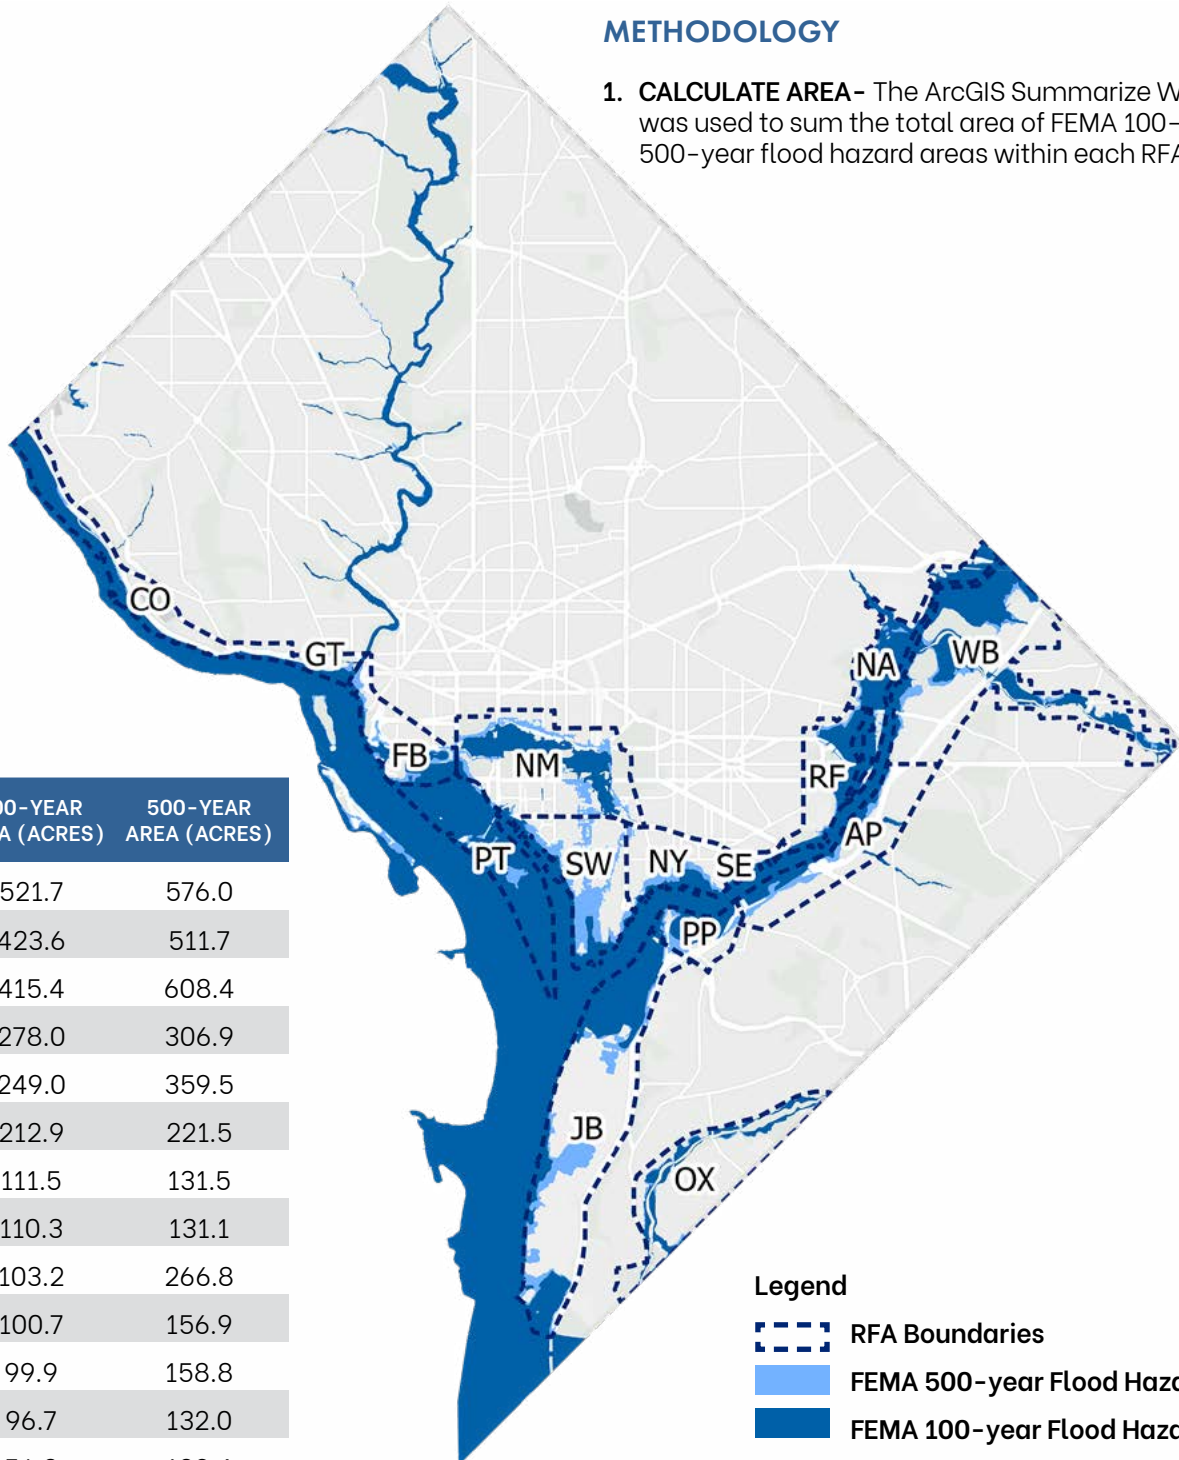 METHODOLOGY
1. CALCULATE AREA- The ArcGIS Summarize
was used to sum the total area of FEMA 100-
500-year flood hazard areas within each RFA
CO
GT
FB
NM
PT
SW
NY
SE
PP
RF
NA
WB
AP
JB
OX
-YEAR 500-YEAR
(ACRES) AREA (ACRES)
521.7 576.0
423.6 511.7
415.4 608.4
278.0 306.9
249.0 359.5
212.9 221.5
111.5 131.5
110.3 131.1
103.2 266.8
100.7 156.9
99.9 158.8
96.7 132.0
Legend
RFA Boundaries
FEMA 500-year Flood
FEMA 100-year Flood